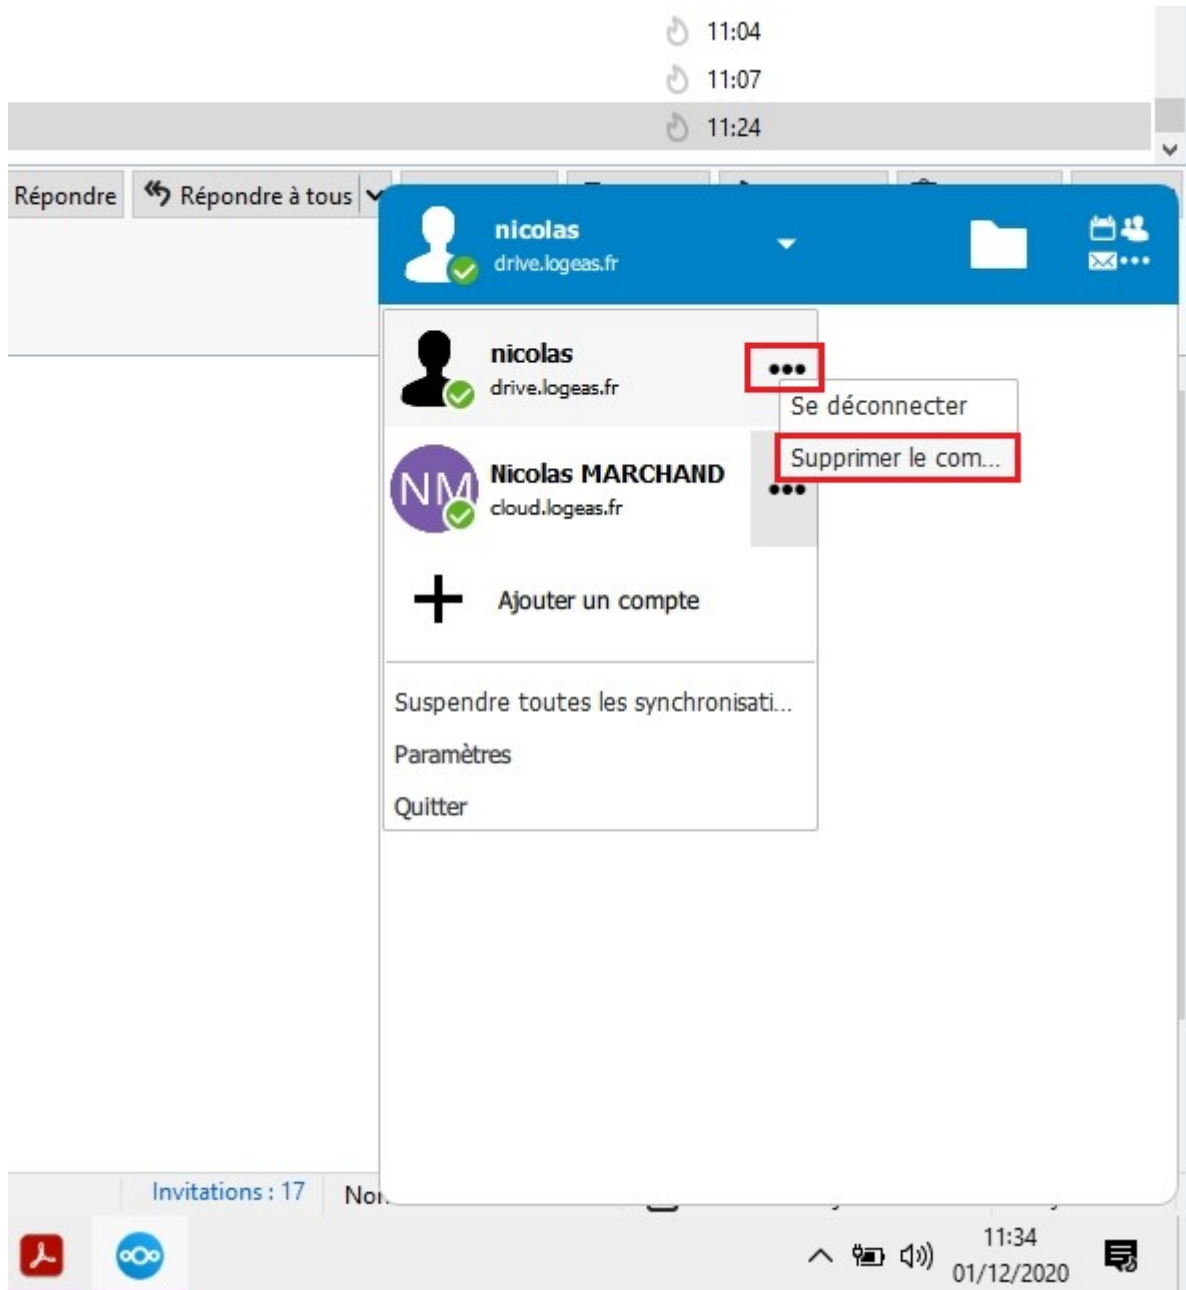 11:04
11:07
11:24
Répondre
Répondre à tous
nicolas
drive.logeas.fr
nicolas
drive.logeas.fr
Se déconnecter
Supprimer le com...
NM
Nicolas MARCHAND
cloud.logeas.fr
Ajouter un compte
Suspendre toutes les synchronisati...
Paramètres
Quitter
Invitations : 17
11:34
01/12/2020